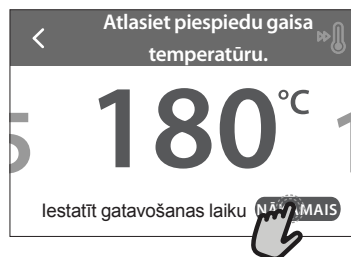 Atlasiet piespiedu gaisa
temperatūru.
180°C
Iestatīt gatavošanas laiku